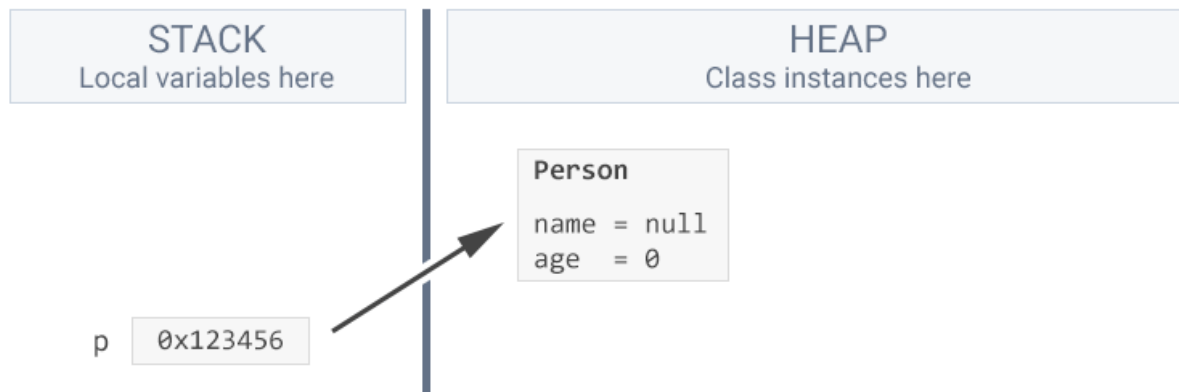 STACK
Local variables here
HEAP
Class instances here
Person
name = null
age = 0
p 0x123456